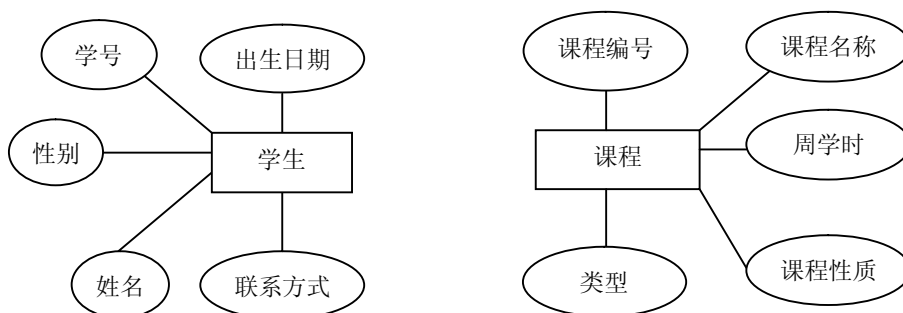 学号
出生日期
性别
学生
姓名
联系方式
课程编号
课程名称
课程
周学时
类型
课程性质